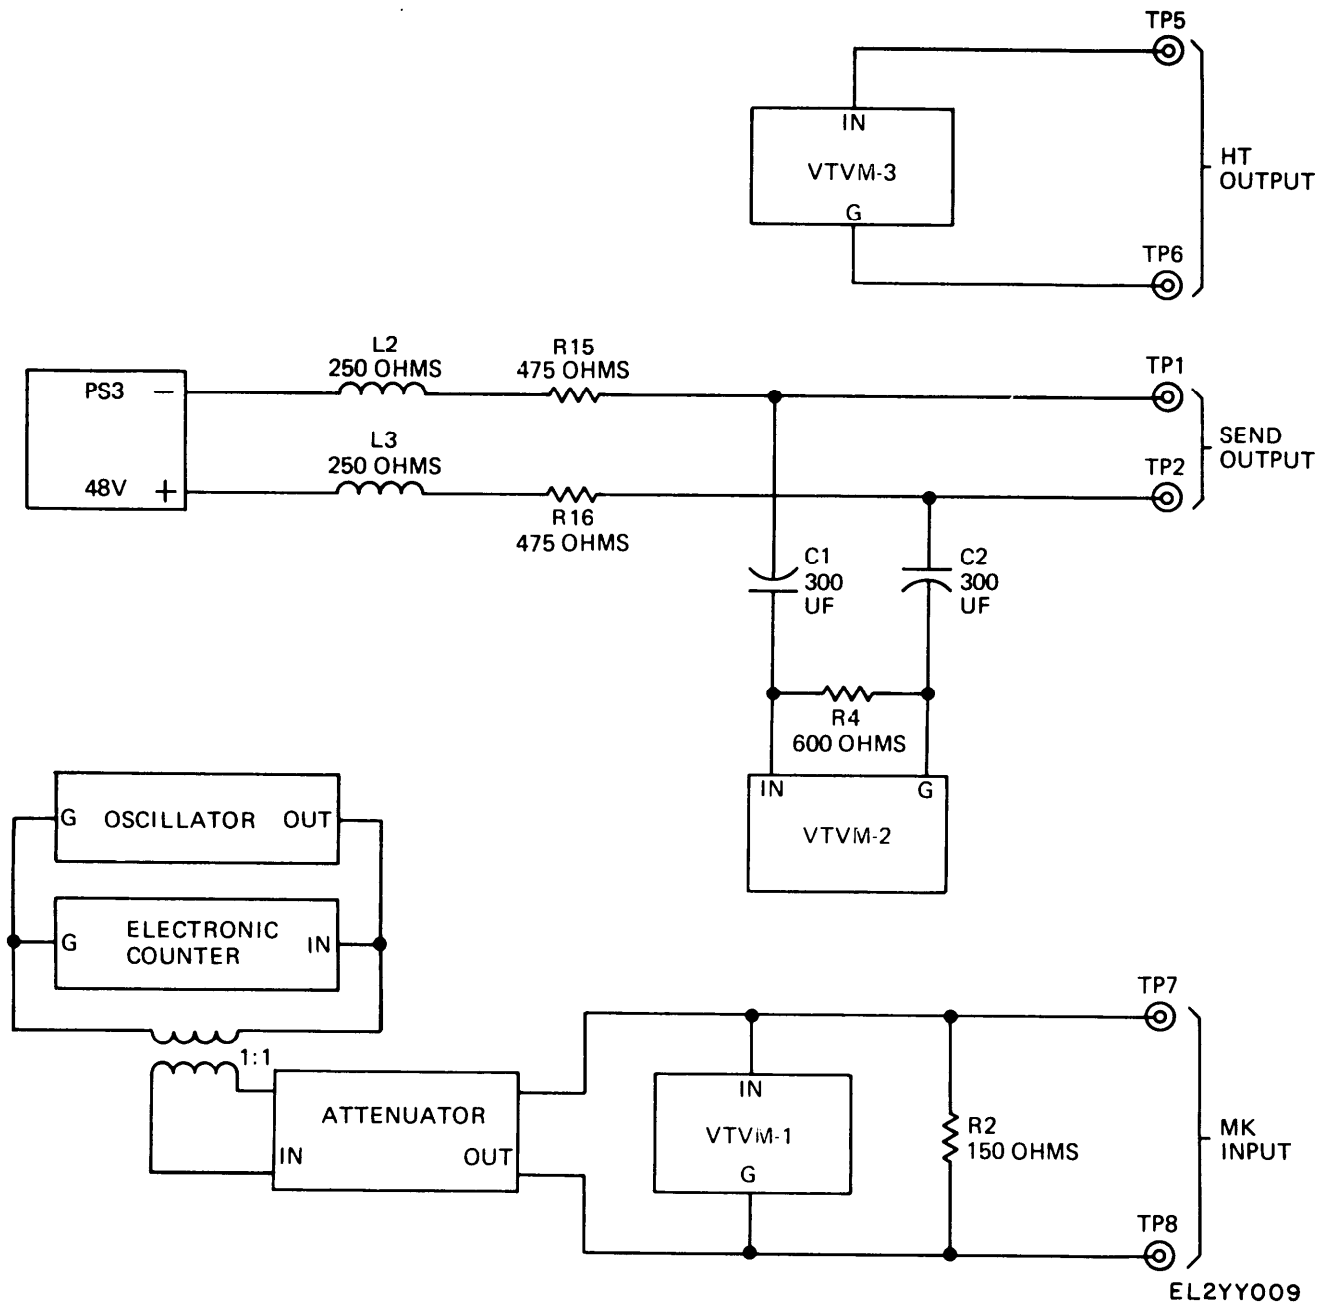 TP5
IN
VTVM-3
G
HT
OUTPUT
TP6
L2
250 OHMS
R15
475 OHMS
TP1
PS3 −
48V +
L3
250 OHMS
R16
475 OHMS
SEND
OUTPUT
TP2
C1
300
UF
C2
300
UF
R4
600 OHMS
IN G
VTVM-2
G OSCILLATOR OUT
G ELECTRONIC IN
COUNTER
1:1
ATTENUATOR
IN OUT
IN
VTVM-1
G
R2
150 OHMS
TP7
MK
INPUT
TP8
EL2YY009